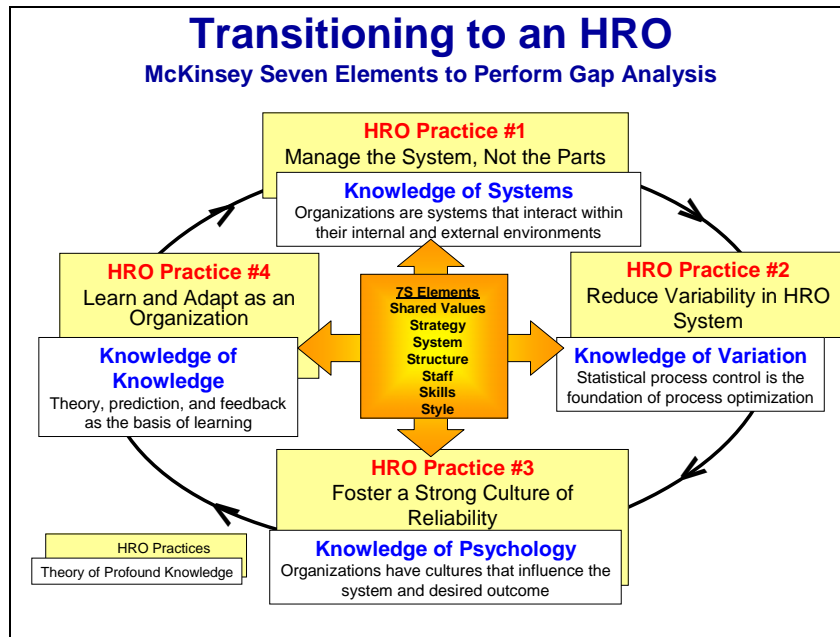 Transitioning to an HRO
McKinsey Seven Elements to Perform Gap Analysis
HRO Practice #1
Manage the System, Not the Parts
Knowledge of Systems
Organizations are systems that interact within
their internal and external environments
HRO Practice #4
Learn and Adapt as an
Organization
Knowledge of
Knowledge
Theory, prediction, and feedback
as the basis of learning
7S Elements
Shared Values
Strategy
System
Structure
Staff
Skills
Style
HRO Practice #2
Reduce Variability in HRO
System
Knowledge of Variation
Statistical process control is the
foundation of process optimization
HRO Practice #3
Foster a Strong Culture of
Reliability
Knowledge of Psychology
Organizations have cultures that influence the
system and desired outcome
HRO Practices
Theory of Profound Knowledge